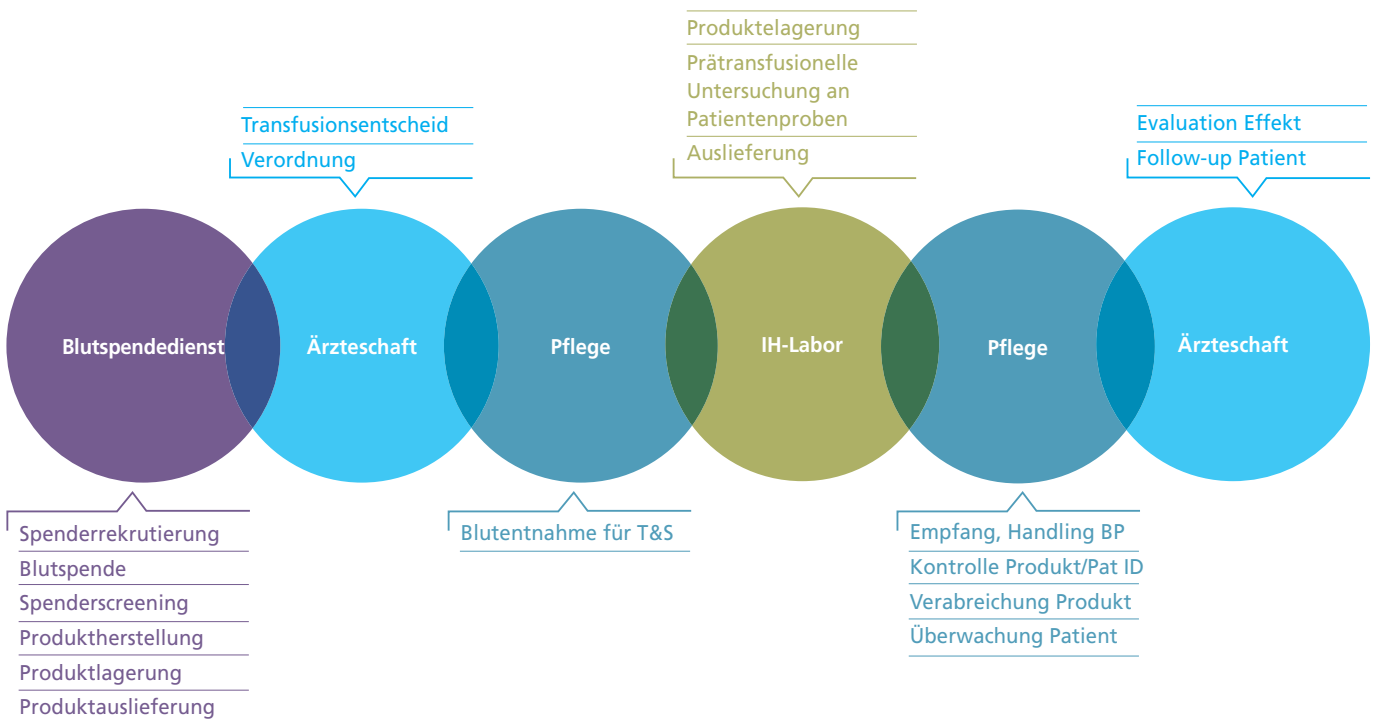 Produktelagerung
Prätransfusionelle
Untersuchung an
Patientenproben
Auslieferung
Transfusionsentscheid
Verordnung
Evaluation Effekt
Follow-up Patient
Blutspendedienst
Ärzteschaft
Pflege
IH-Labor
Pflege
Ärzteschaft
Spenderrekrutierung
Blutspende
Spenderscreening
Produktherstellung
Produktlagerung
Produktauslieferung
Blutentnahme für T&S
Empfang, Handling BP
Kontrolle Produkt/Pat ID
Verabreichung Produkt
Überwachung Patient